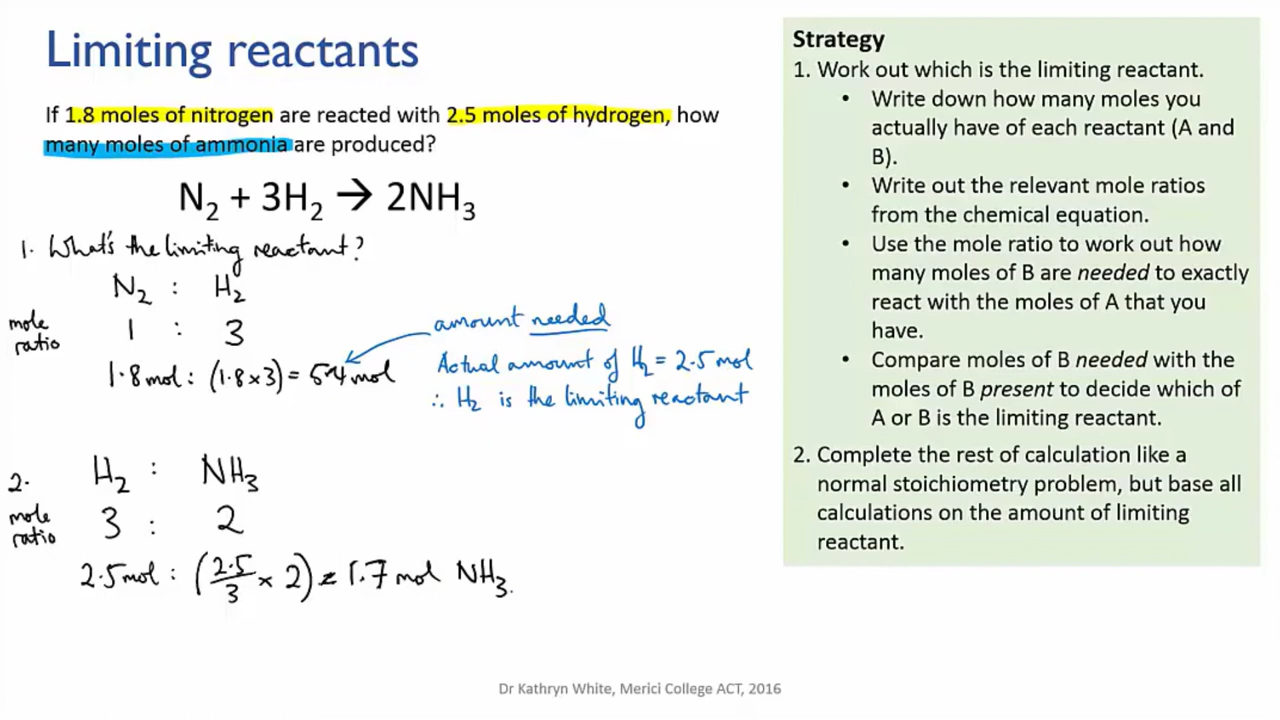 Limiting reactants
If 1.8 moles of nitrogen are reacted with 2.5 moles of hydrogen, how
many moles of ammonia are produced?
N₂ + 3H₂ → 2NH₃
1. What's the limiting reactant?
N₂ : H₂
mole
ratio
1 : 3
1.8mol : (1.8×3) = 5.4mol
amount needed
Actual amount of H₂ = 2.5 mol
∴ H₂ is the limiting reactant
2.
H₂ : NH₃
mole
ratio
3 : 2
2.5mol : (2.5/3 × 2) = 1.7 mol NH₃.
Strategy
1. Work out which is the limiting reactant.
• Write down how many moles you
actually have of each reactant (A and
B).
• Write out the relevant mole ratios
from the chemical equation.
• Use the mole ratio to work out how
many moles of B are needed to exactly
react with the moles of A that you
have.
• Compare moles of B needed with the
moles of B present to decide which of
A or B is the limiting reactant.
2. Complete the rest of calculation like a
normal stoichiometry problem, but base all
calculations on the amount of limiting
reactant.
Dr Kathryn White, Merici College ACT, 2016